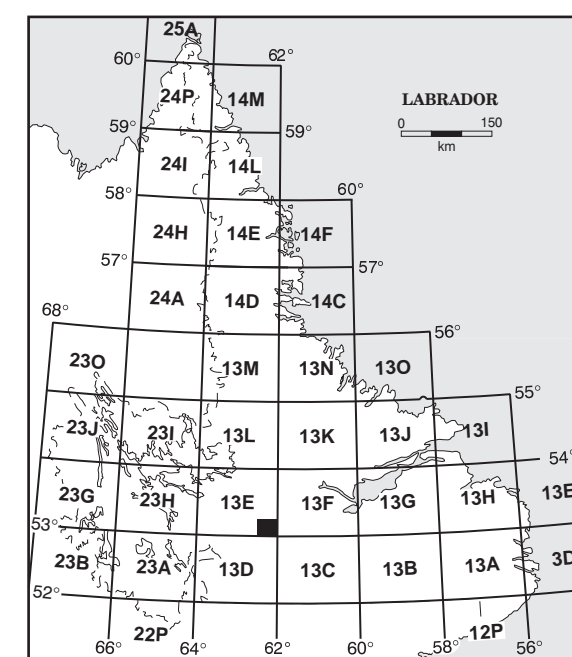 25A
60° 62°
LABRADOR
24P 14M
0 150
km
59° 59°
24I 14L
58° 60°
24H 14E 14F
57° 57°
24A 14D 14C
68° 56°
23O 13M 13N 13O
55°
23J 23I 13L 13K 13J 13I
54°
23G 23H 13E 13F 13G 13H 13E
53°
23B 23A 13D 13C 13B 13A 3D
52°
22P 12P
66° 64° 62° 60° 58° 56°